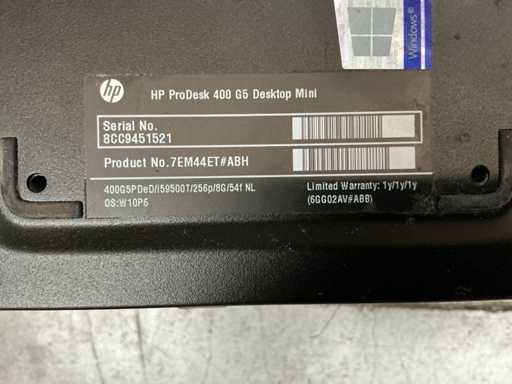 Windows
hp
HP ProDesk 400 G5 Desktop Mini
Serial No.
8CC9451521
Product No.7EM44ET#ABH
400G5PDeD/i59500T/256p/8G/54f NL
OS:W10P6
Limited Warranty: 1y/1y/1y
(6GG02AV#ABB)